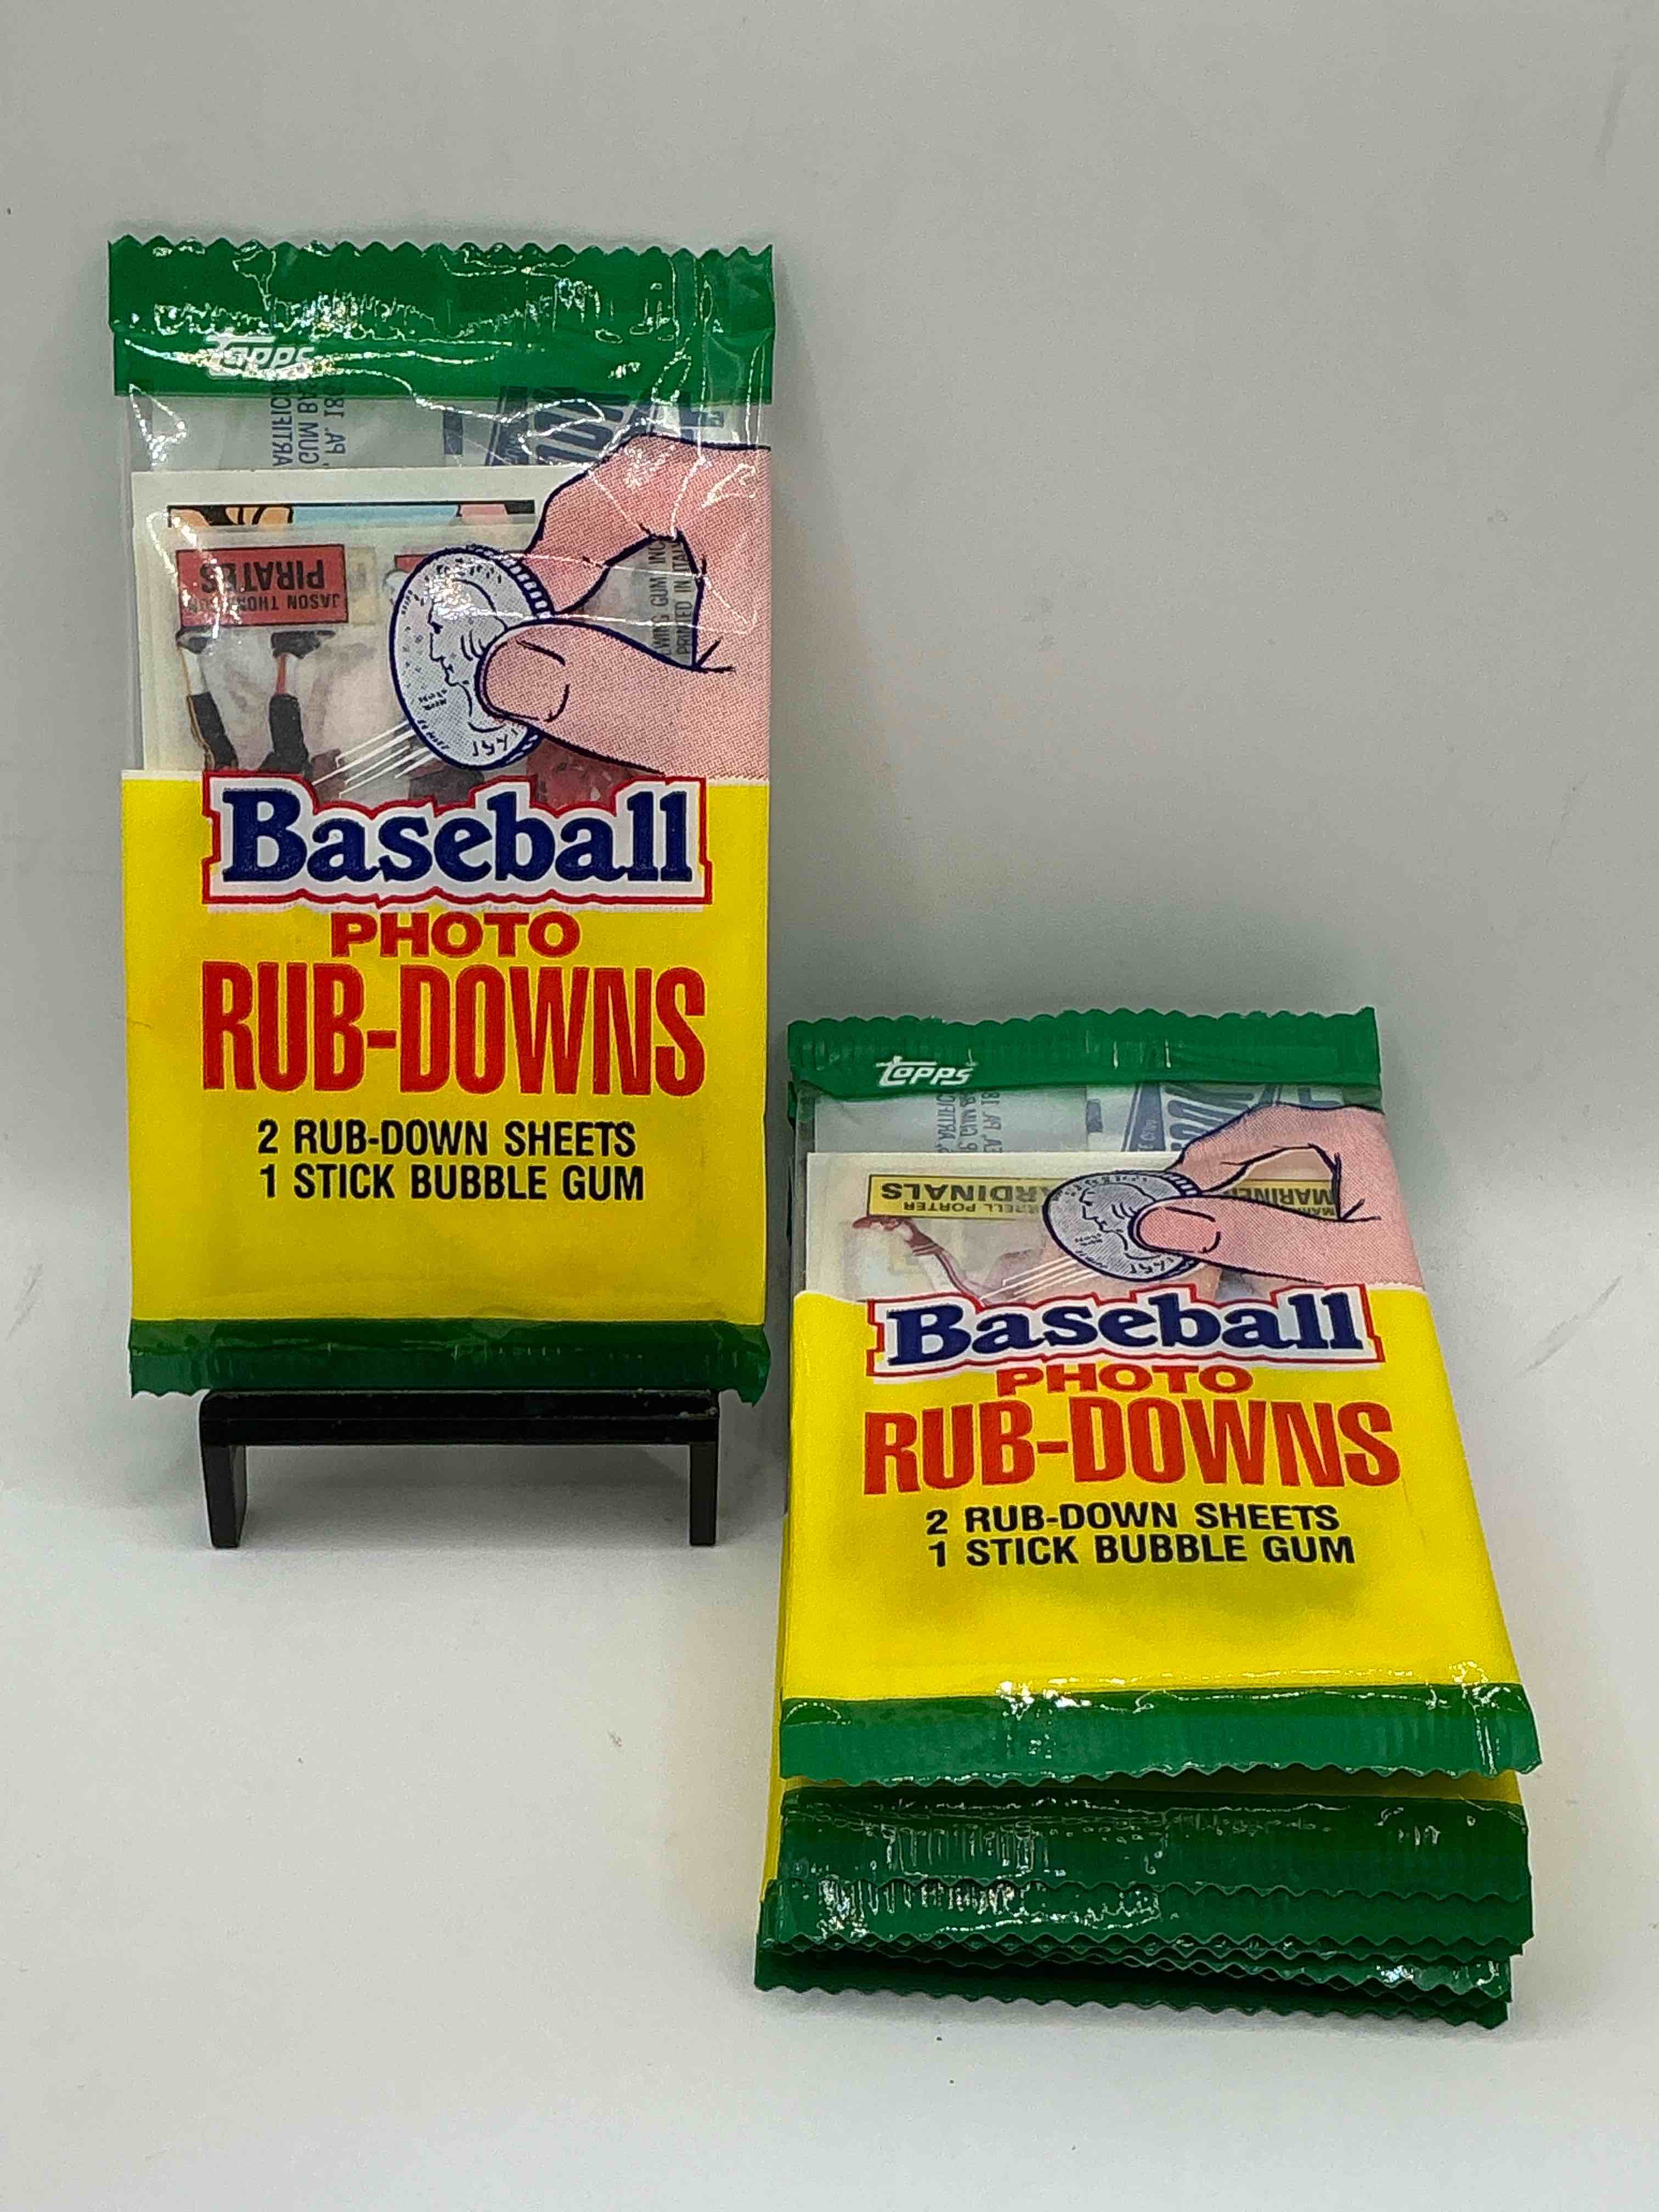 Topps
PIRATES
Baseball
PHOTO
RUB-DOWNS
2 RUB-DOWN SHEETS
1 STICK BUBBLE GUM
Topps
PORTER
Baseball
PHOTO
RUB-DOWNS
2 RUB-DOWN SHEETS
1 STICK BUBBLE GUM